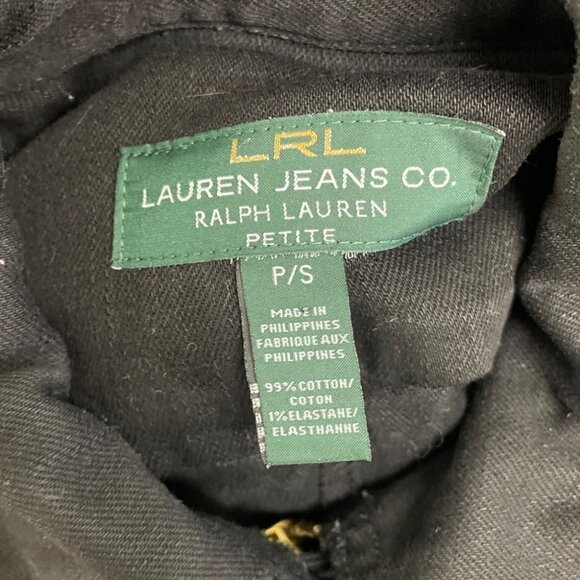 LRL
LAUREN JEANS CO.
RALPH LAUREN
PETITE
P/S
MADE IN
PHILIPPINES
FABRIQUE AUX
PHILIPPINES
99% COTTON/
COTON
1% ELASTANE/
ELASTHANNE